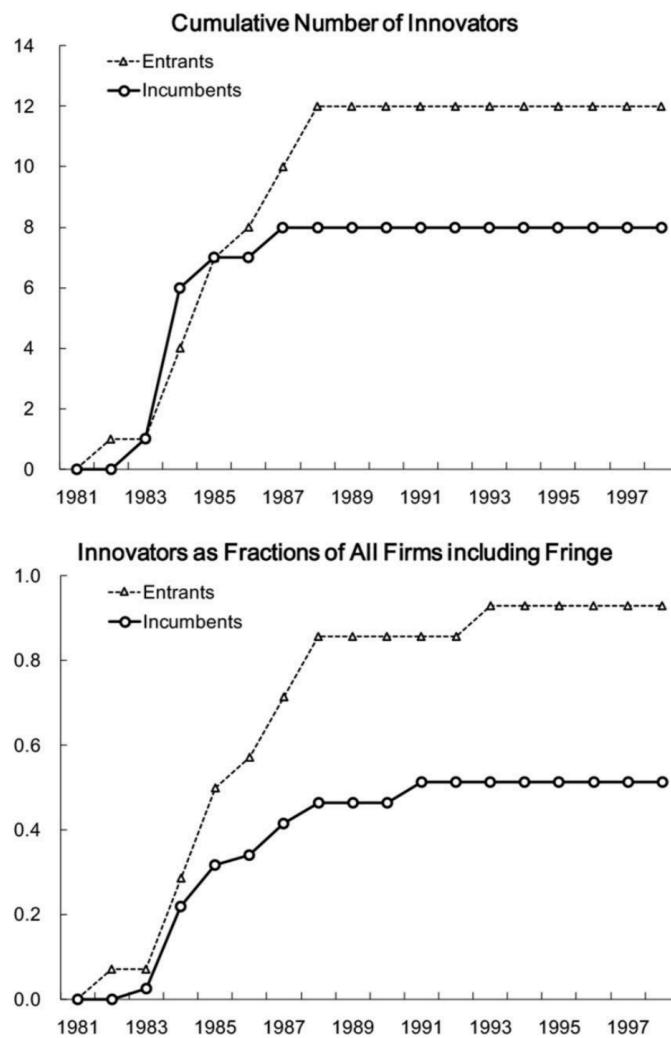 Cumulative Number of Innovators
14
12
10
8
6
4
2
0
Entrants
Incumbents
1981 1983 1985 1987 1989 1991 1993 1995 1997
Innovators as Fractions of All Firms including Fringe
1.0
0.8
0.6
0.4
0.2
0.0
Entrants
Incumbents
1981 1983 1985 1987 1989 1991 1993 1995 1997